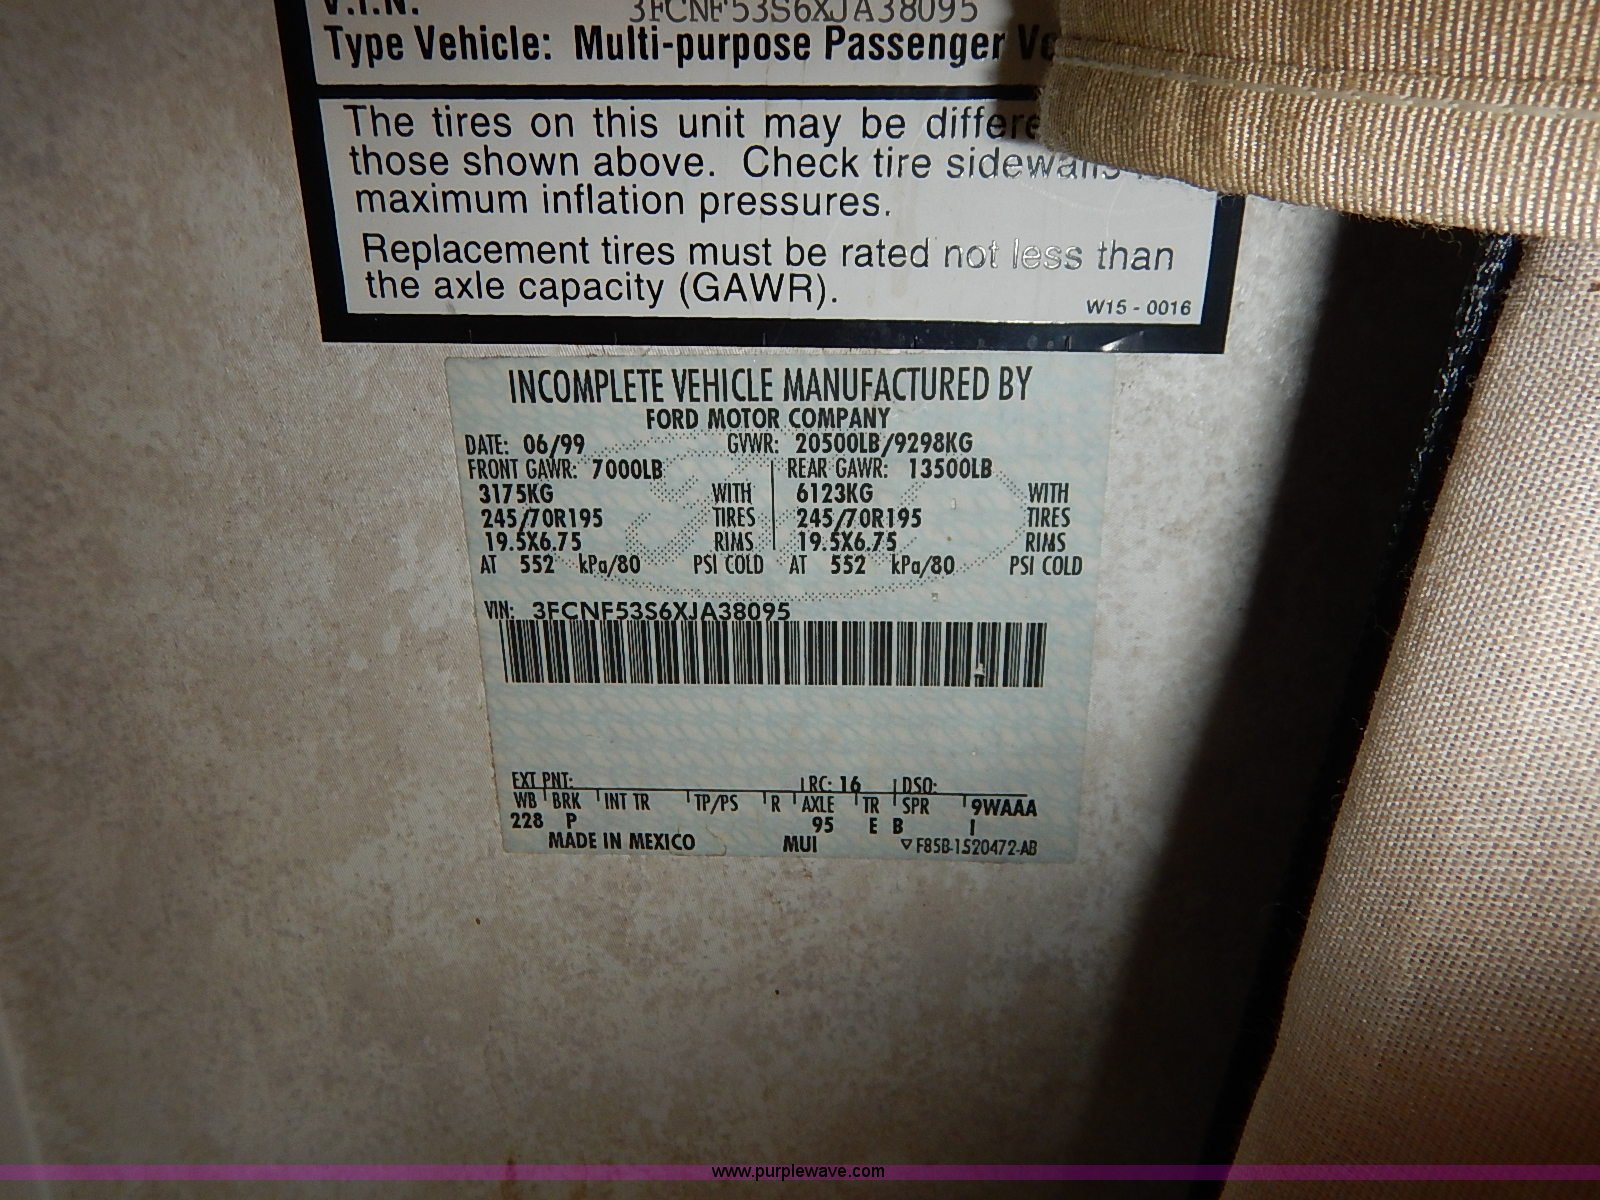 V.I.N. 3FCNF53S6XJA38095
Type Vehicle: Multi-purpose Passenger
The tires on this unit may be
those shown above. Check tire sidewalls
maximum inflation pressures.
Replacement tires must be rated not less than
the axle capacity (GAWR).
W15 - 0016
INCOMPLETE VEHICLE MANUFACTURED BY
FORD MOTOR COMPANY
DATE: 06/99 GVWR: 20500LB/9298KG
FRONT GAWR: 7000LB REAR GAWR: 13500LB
3175KG WITH 6123KG WITH
245/70R195 TIRES 245/70R195 TIRES
19.5X6.75 RIMS 19.5X6.75 RIMS
AT 552 kPa/80 PSI COLD AT 552 kPa/80 PSI COLD
VIN: 3FCNF53S6XJA38095
EXT PNT: RC: 16 DSO:
WB BRK INT TR TP/PS R AXLE TR SPR 9WAAA
228 P 95 E B I
MADE IN MEXICO MUI ▽ F85B-1520472-AB
www.purplewave.com